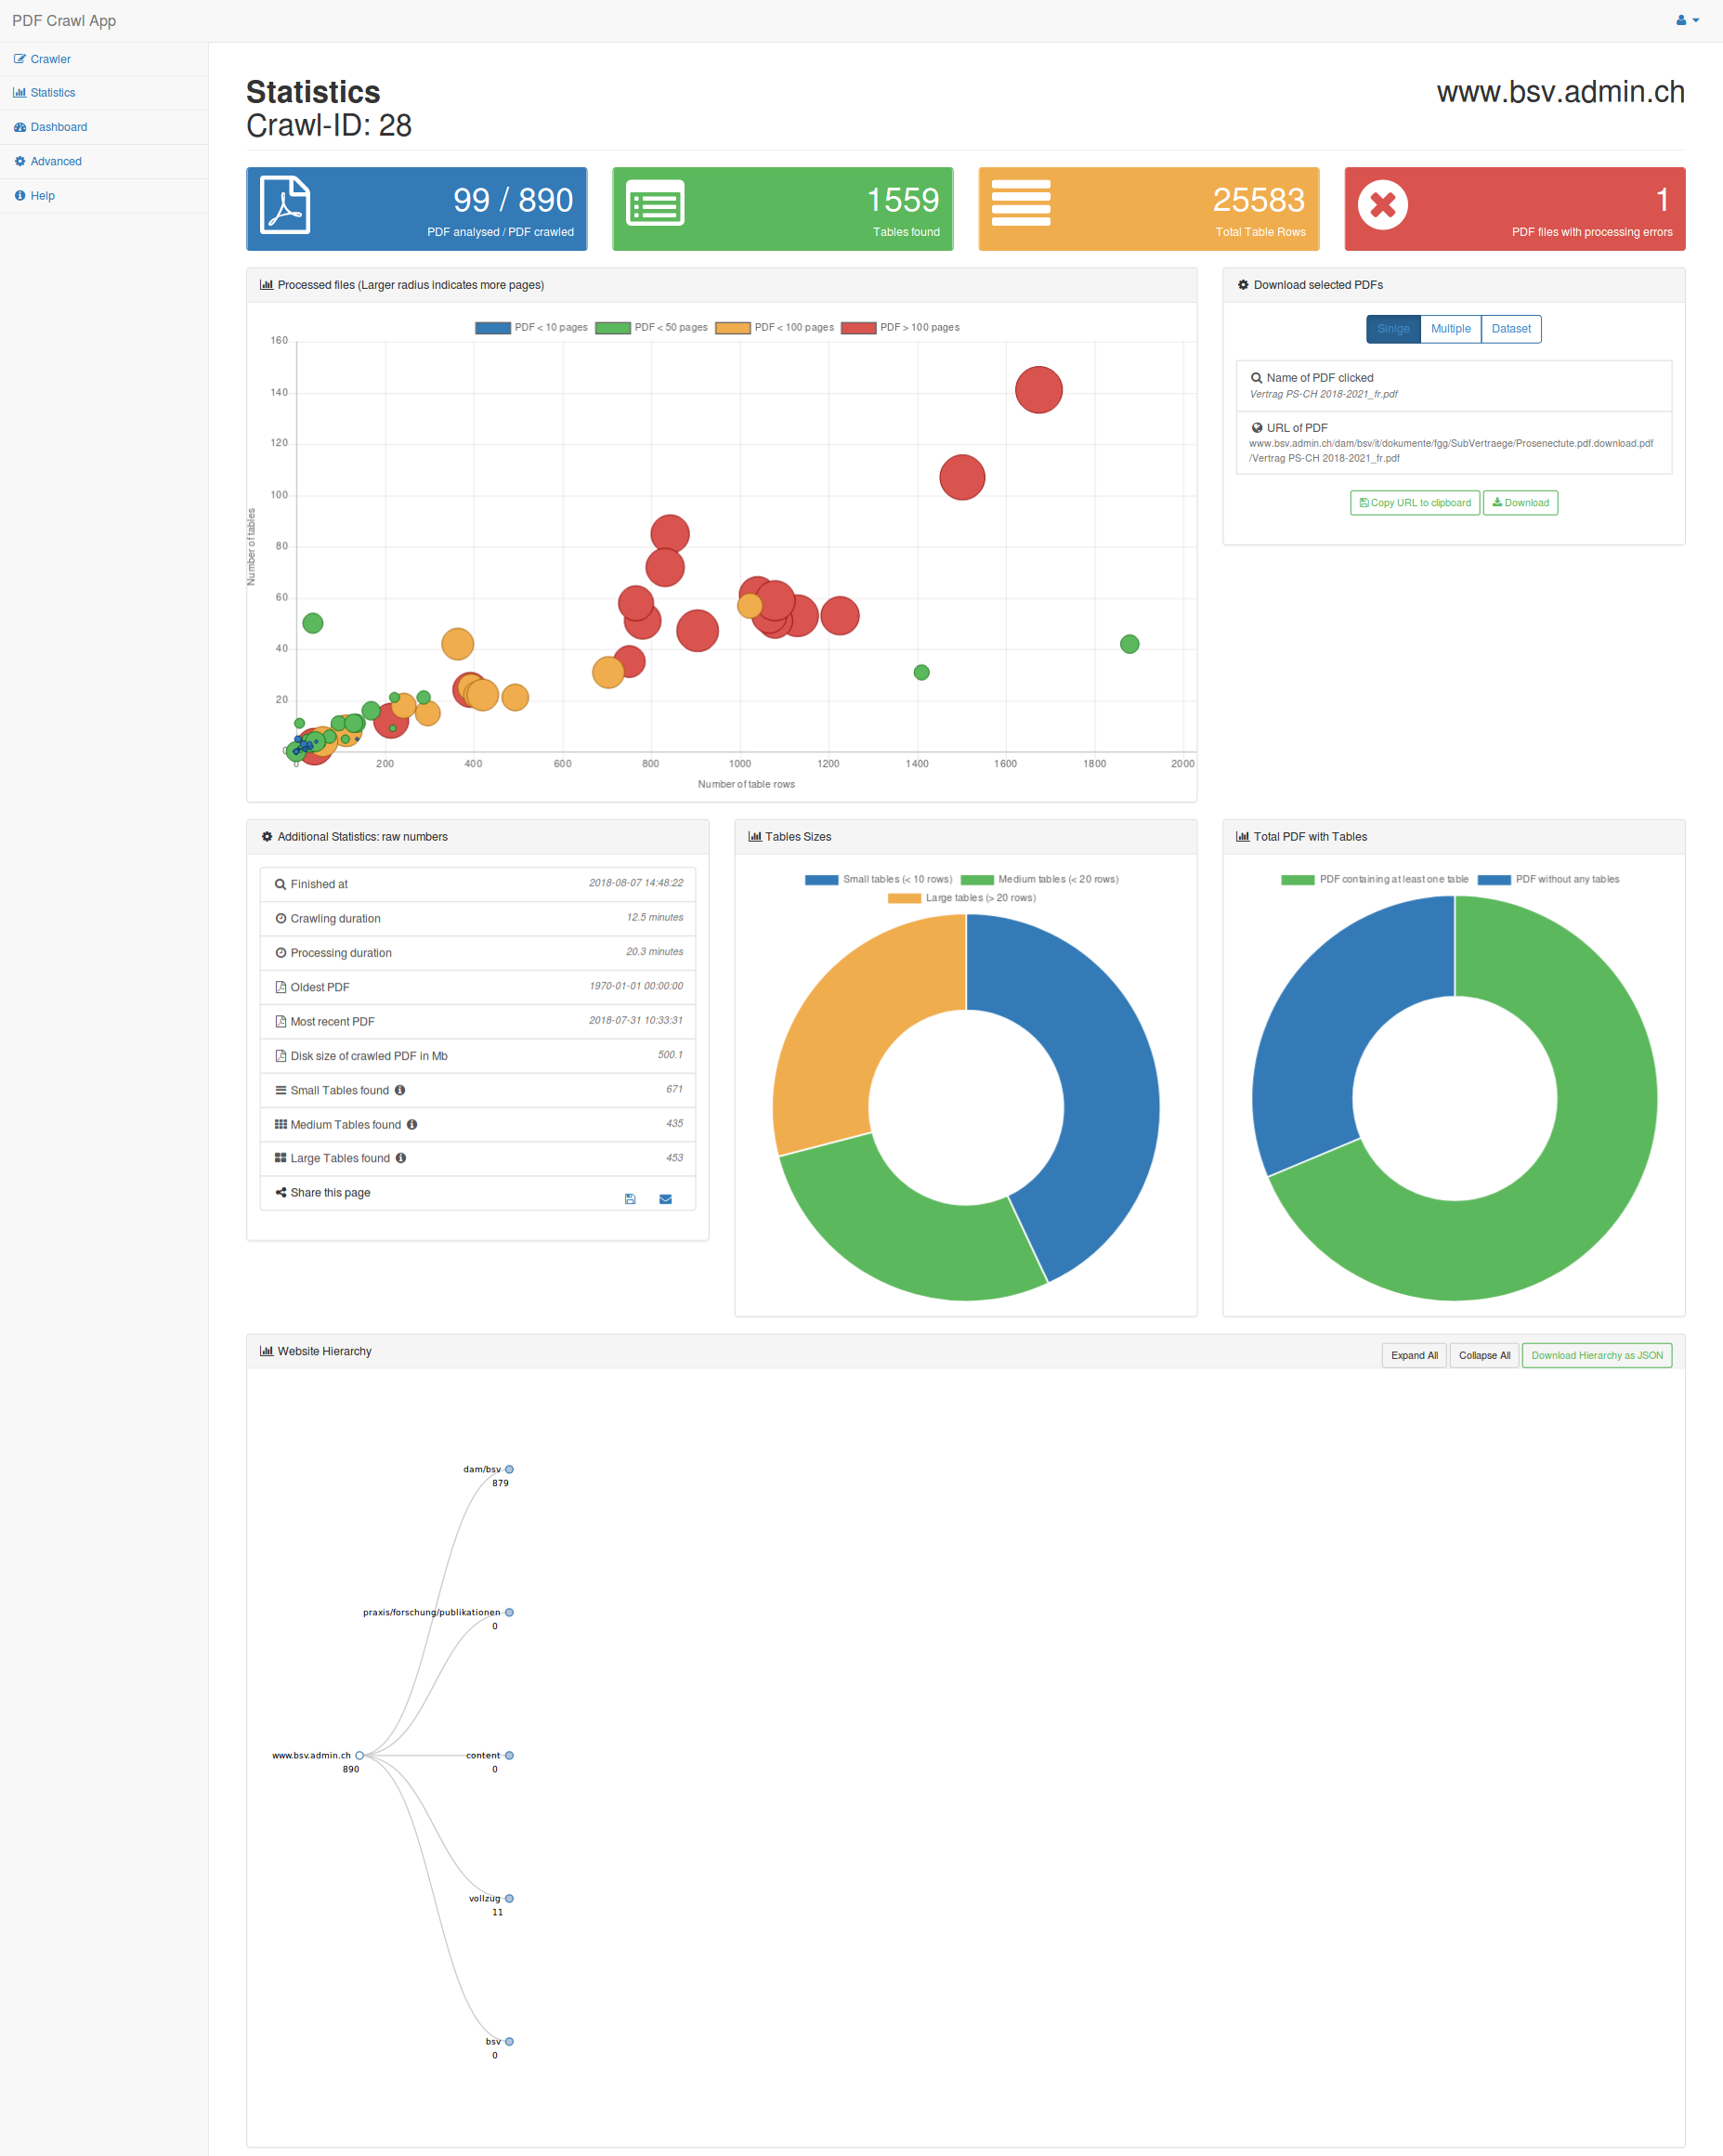 PDF Crawl App
Crawler
Statistics
Dashboard
Advanced
Help
Statistics
Crawl-ID: 28
www.bsv.admin.ch
99 / 890
PDF analysed / PDF crawled
1559
Tables found
25583
Total Table Rows
1
PDF files with processing errors
Processed files (Larger radius indicates more pages)
PDF < 10 pages PDF < 50 pages PDF < 100 pages PDF > 100 pages
160
140
120
100
80
60
40
20
0
Number of tables
0 200 400 600 800 1000 1200 1400 1600 1800 2000
Number of table rows
Download selected PDFs
Sinlge Multiple Dataset
Name of PDF clicked
Vertrag PS-CH 2018-2021_fr.pdf
URL of PDF
www.bsv.admin.ch/dam/bsv/it/dokumente/fgg/SubVertraege/Prosenectute.pdf.download.pdf
/Vertrag PS-CH 2018-2021_fr.pdf
Copy URL to clipboard Download
Additional Statistics: raw numbers
Finished at 2018-08-07 14:48:22
Crawling duration 12.5 minutes
Processing duration 20.3 minutes
Oldest PDF 1970-01-01 00:00:00
Most recent PDF 2018-07-31 10:33:31
Disk size of crawled PDF in Mb 500.1
Small Tables found 671
Medium Tables found 435
Large Tables found 453
Share this page
Tables Sizes
Small tables (< 10 rows) Medium tables (< 20 rows)
Large tables (> 20 rows)
Total PDF with Tables
PDF containing at least one table PDF without any tables
Website Hierarchy
Expand All Collapse All Download Hierarchy as JSON
dam/bsv
879
praxis/forschung/publikationen
0
www.bsv.admin.ch
890
content
0
vollzug
11
bsv
0